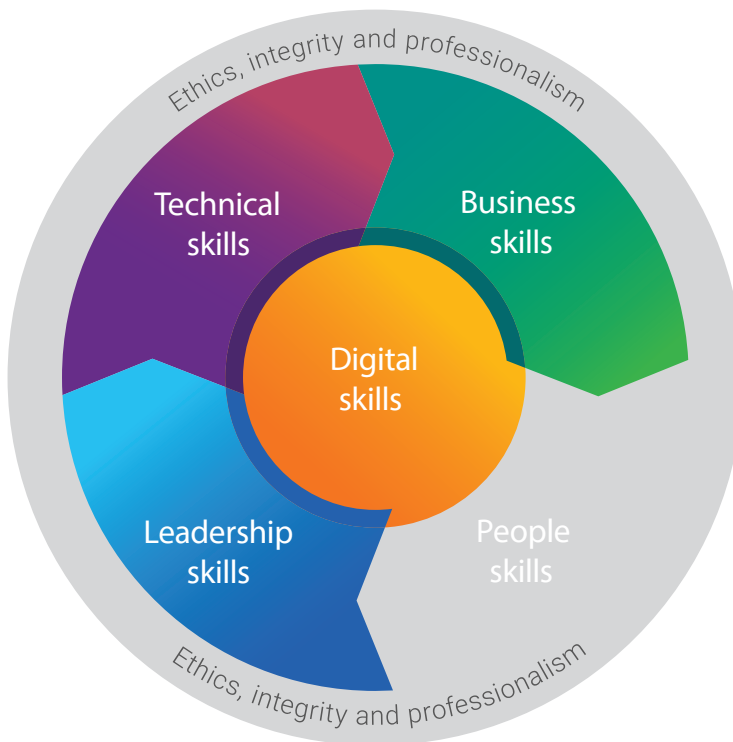 Ethics, integrity and professionalism
Technical
skills
Business
skills
Digital
skills
Leadership
skills
People
skills
Ethics, integrity and professionalism